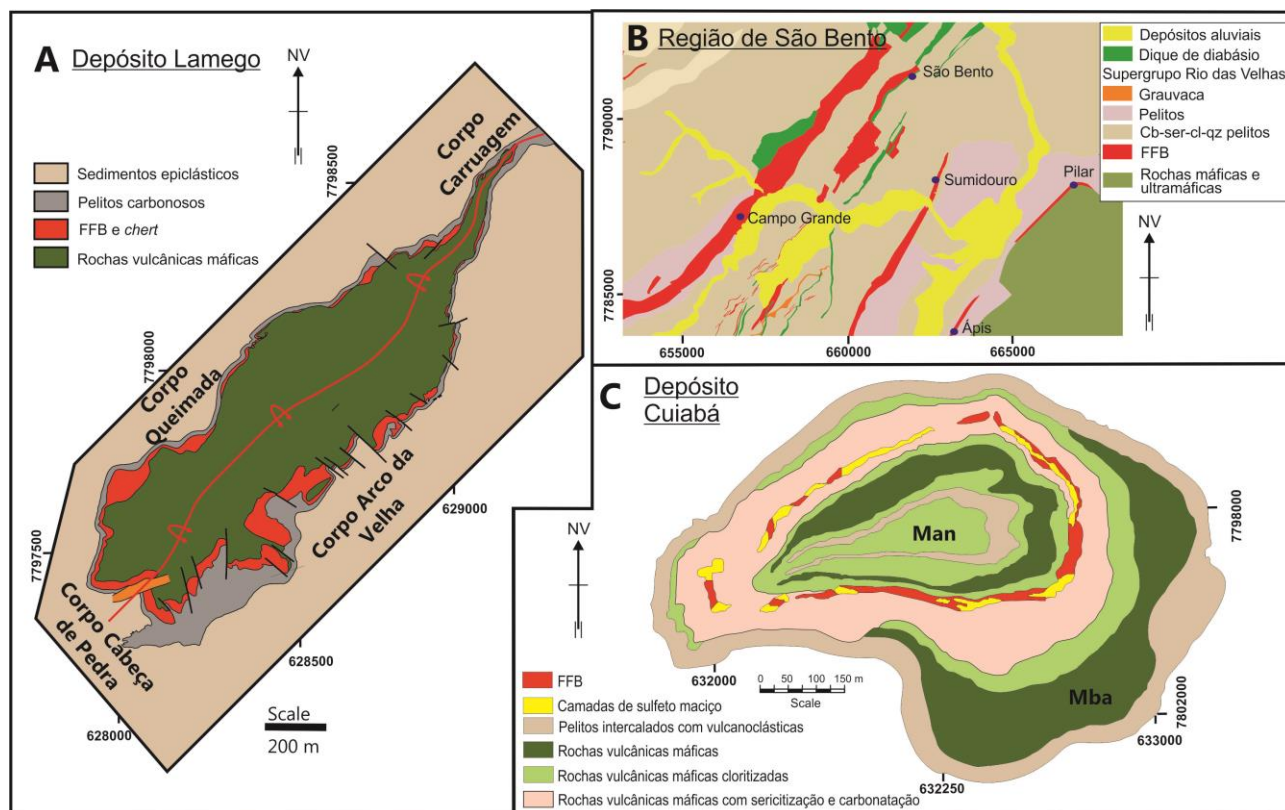 A Depósito Lamego
NV
Sedimentos epiclásticos
Pelitos carbonosos
FFB e chert
Rochas vulcânicas máficas
Corpo
Carruagem
7798500
7798000
Corpo
Queimada
7797500
Corpo Arco da
Velha
629000
628500
Corpo Cabeça
de Pedra
628000
Scale
200 m
B Região de São Bento
São Bento
Sumidouro
Pilar
Campo Grande
Ápis
7790000
7785000
655000
660000
665000
NV
Depósitos aluviais
Dique de diabásio
Supergrupo Rio das Velhas
Grauvaca
Pelitos
Cb-ser-cl-qz pelitos
FFB
Rochas máficas e
ultramáficas
C Depósito
Cuiabá
NV
Man
Mba
7798000
7802000
633000
632250
632000
0 50 100 150 m
Scale
FFB
Camadas de sulfeto maciço
Pelitos intercalados com vulcanoclásticas
Rochas vulcânicas máficas
Rochas vulcânicas máficas cloritizadas
Rochas vulcânicas máficas com sericitização e carbonatação